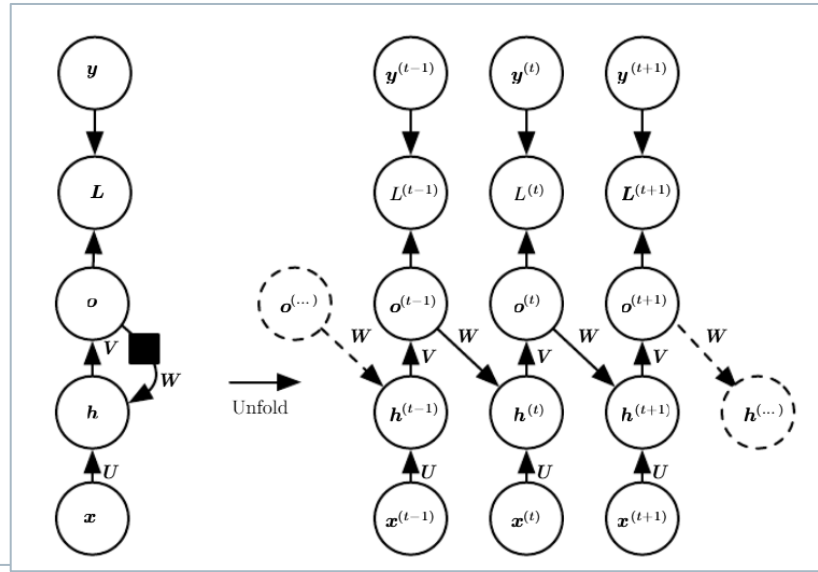 y y^(t−1) y^(t) y^(t+1)
L L^(t−1) L^(t) L^(t+1)
o o^(...) o^(t−1) o^(t) o^(t+1)
W W W W
V V V V
W
h h^(t−1) h^(t) h^(t+1) h^(...)
Unfold
U U U U
x x^(t−1) x^(t) x^(t+1)